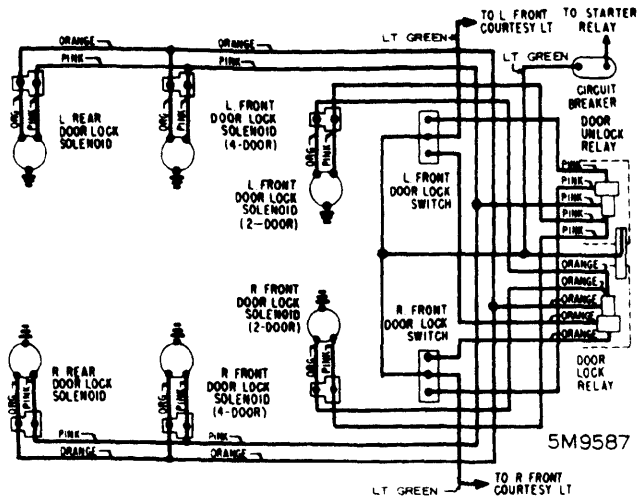 TO L FRONT
COURTESY LT
TO STARTER
RELAY
LT GREEN
LT GREEN
ORANGE
ORANGE
PINK
PINK
CIRCUIT
BREAKER
DOOR
UNLOCK
RELAY
ORG
PINK
L REAR
DOOR LOCK
SOLENOID
ORG
PINK
L FRONT
DOOR LOCK
SOLENOID
(4-DOOR)
ORG
PINK
L FRONT
DOOR LOCK
SOLENOID
(2-DOOR)
L FRONT
DOOR LOCK
SWITCH
PINK
PINK
PINK
PINK
PINK
ORANGE
ORANGE
ORANGE
ORANGE
ORANGE
R FRONT
DOOR LOCK
SOLENOID
(2-DOOR)
R FRONT
DOOR LOCK
SWITCH
DOOR
LOCK
RELAY
ORG
PINK
R REAR
DOOR LOCK
SOLENOID
ORG
PINK
R FRONT
DOOR LOCK
SOLENOID
(4-DOOR)
ORG
PINK
PINK
PINK
ORANGE
ORANGE
5M9587
LT GREEN
TO R FRONT
COURTESY LT